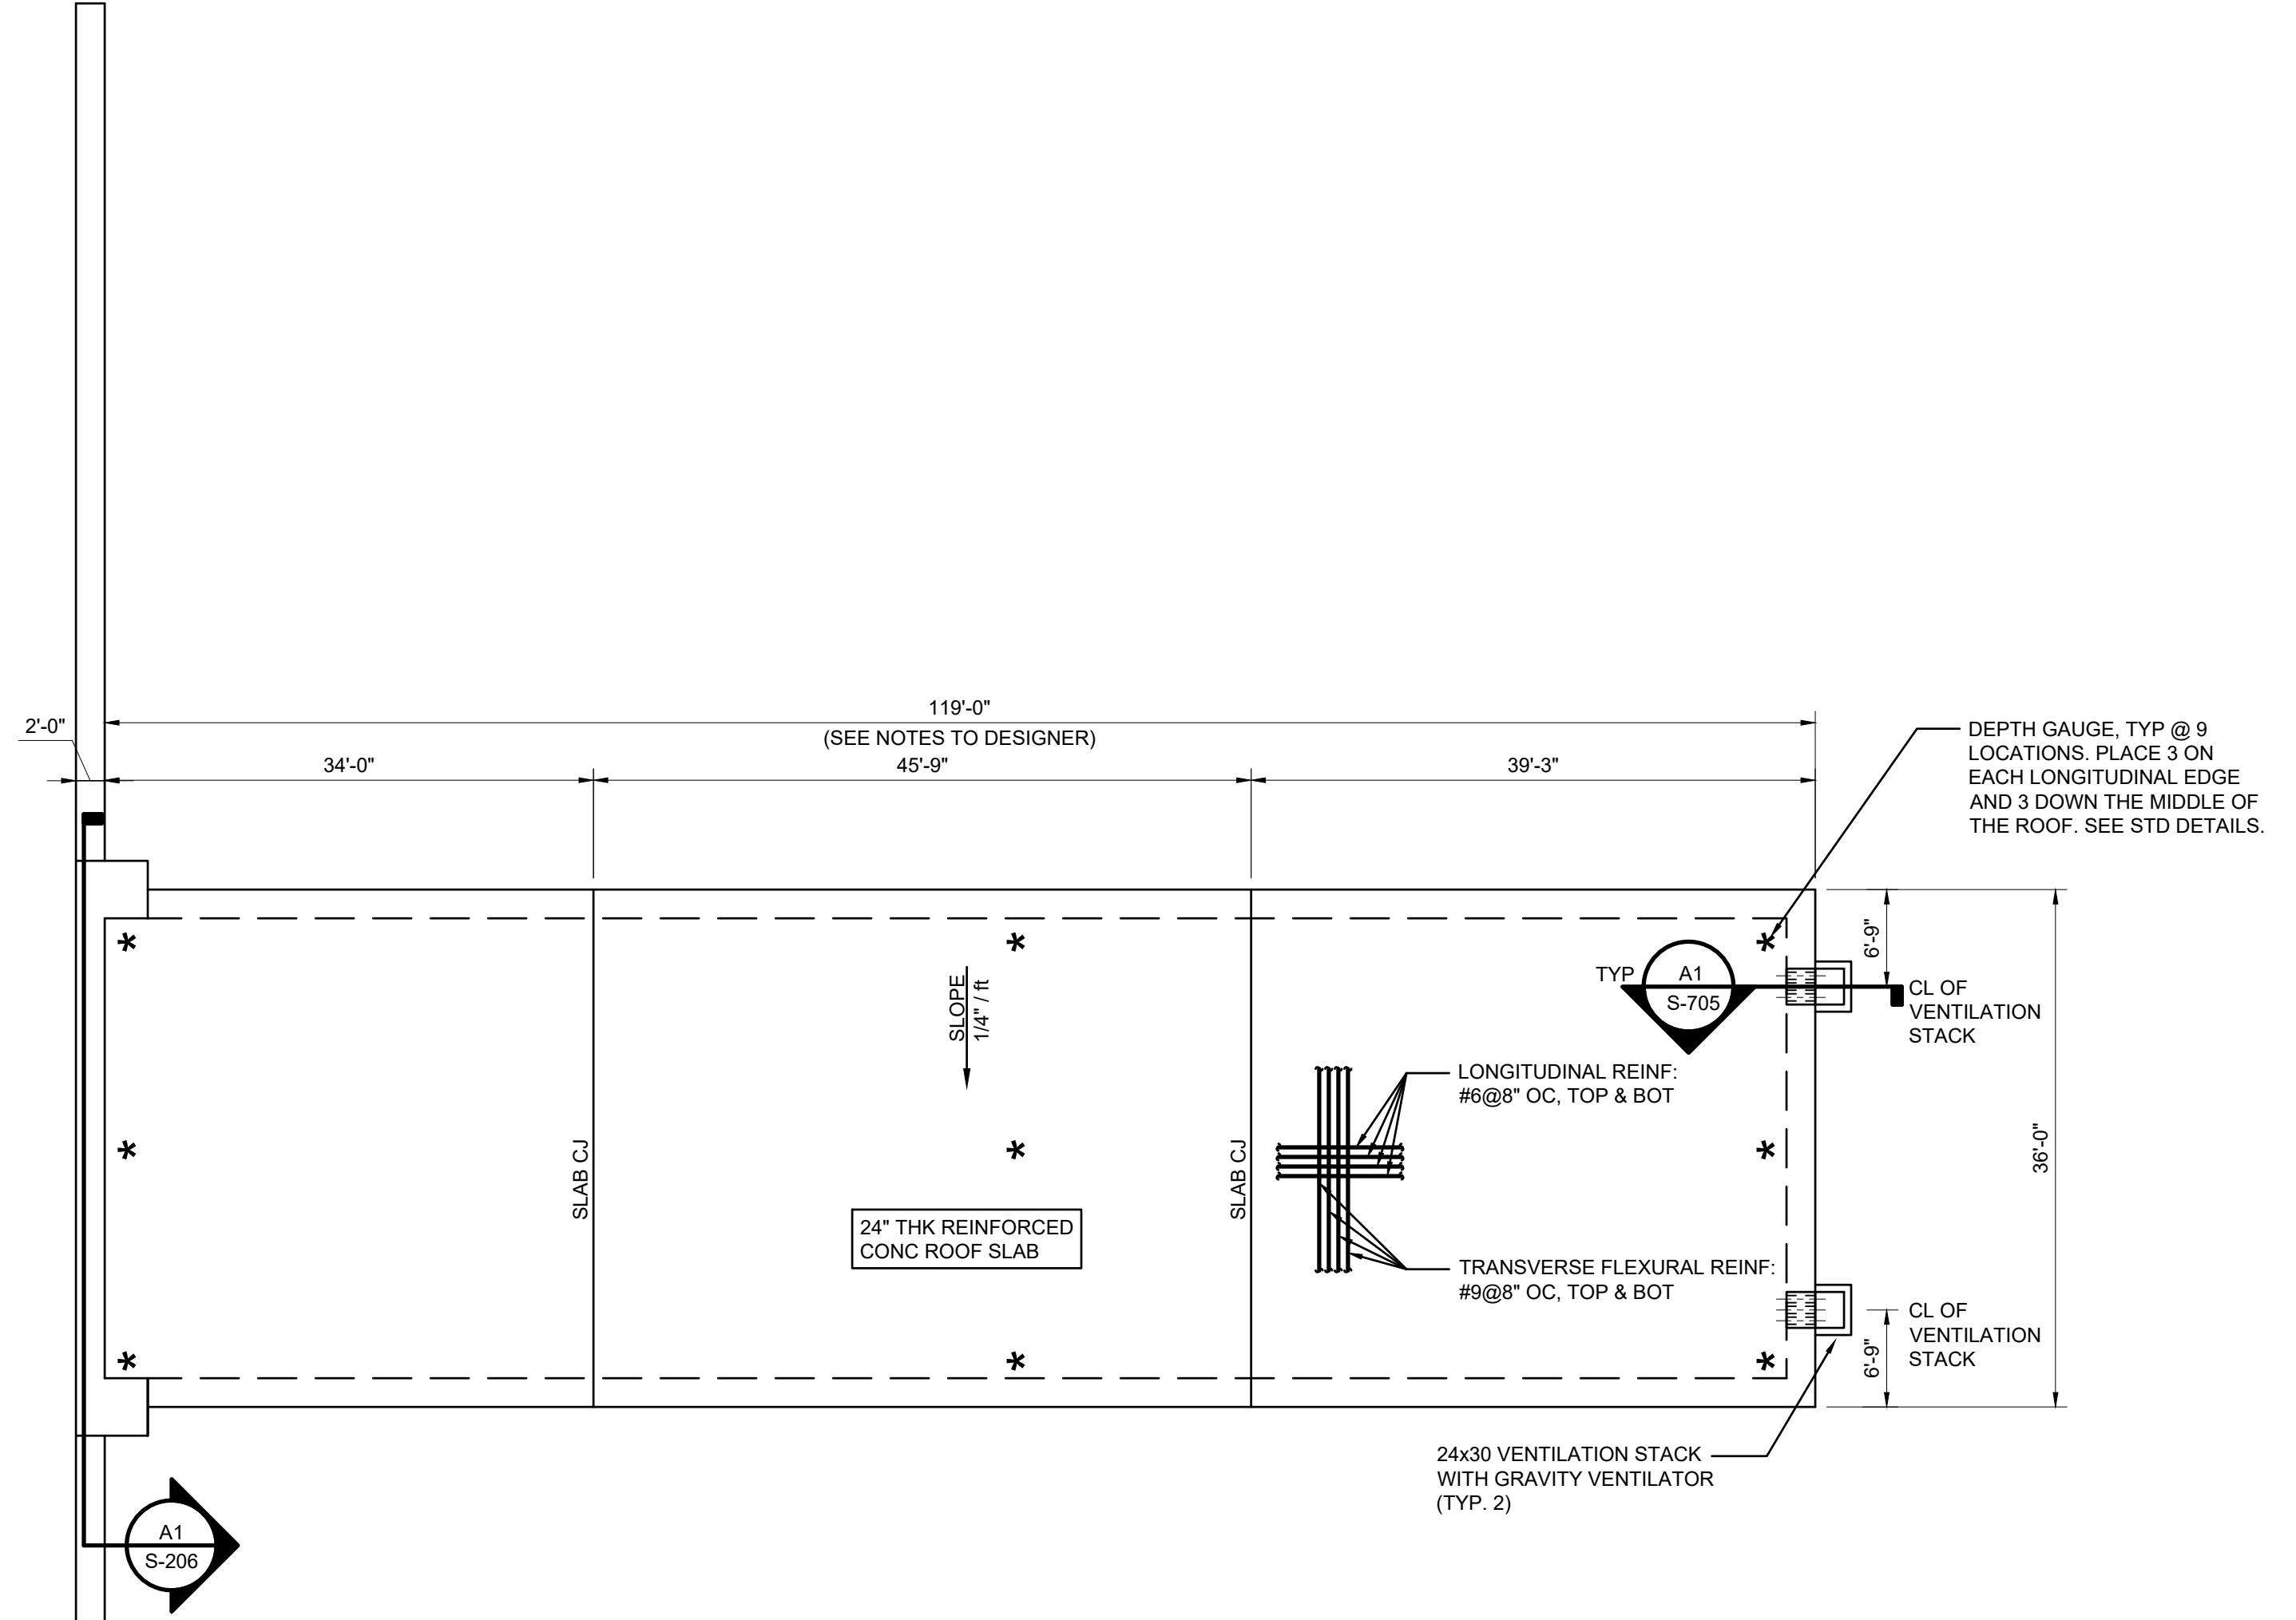 119'-0"
2'-0"
(SEE NOTES TO DESIGNER)
34'-0"
45'-9"
39'-3"
DEPTH GAUGE, TYP @ 9
LOCATIONS. PLACE 3 ON
EACH LONGITUDINAL EDGE
AND 3 DOWN THE MIDDLE OF
THE ROOF. SEE STD DETAILS.
6'-9"
SLOPE
1/4" / ft
TYP
A1
S-705
CL OF
VENTILATION
STACK
LONGITUDINAL REINF:
#6@8" OC, TOP & BOT
36'-0"
SLAB CJ
SLAB CJ
24" THK REINFORCED
CONC ROOF SLAB
TRANSVERSE FLEXURAL REINF:
#9@8" OC, TOP & BOT
CL OF
VENTILATION
STACK
6'-9"
24x30 VENTILATION STACK
WITH GRAVITY VENTILATOR
(TYP. 2)
A1
S-206